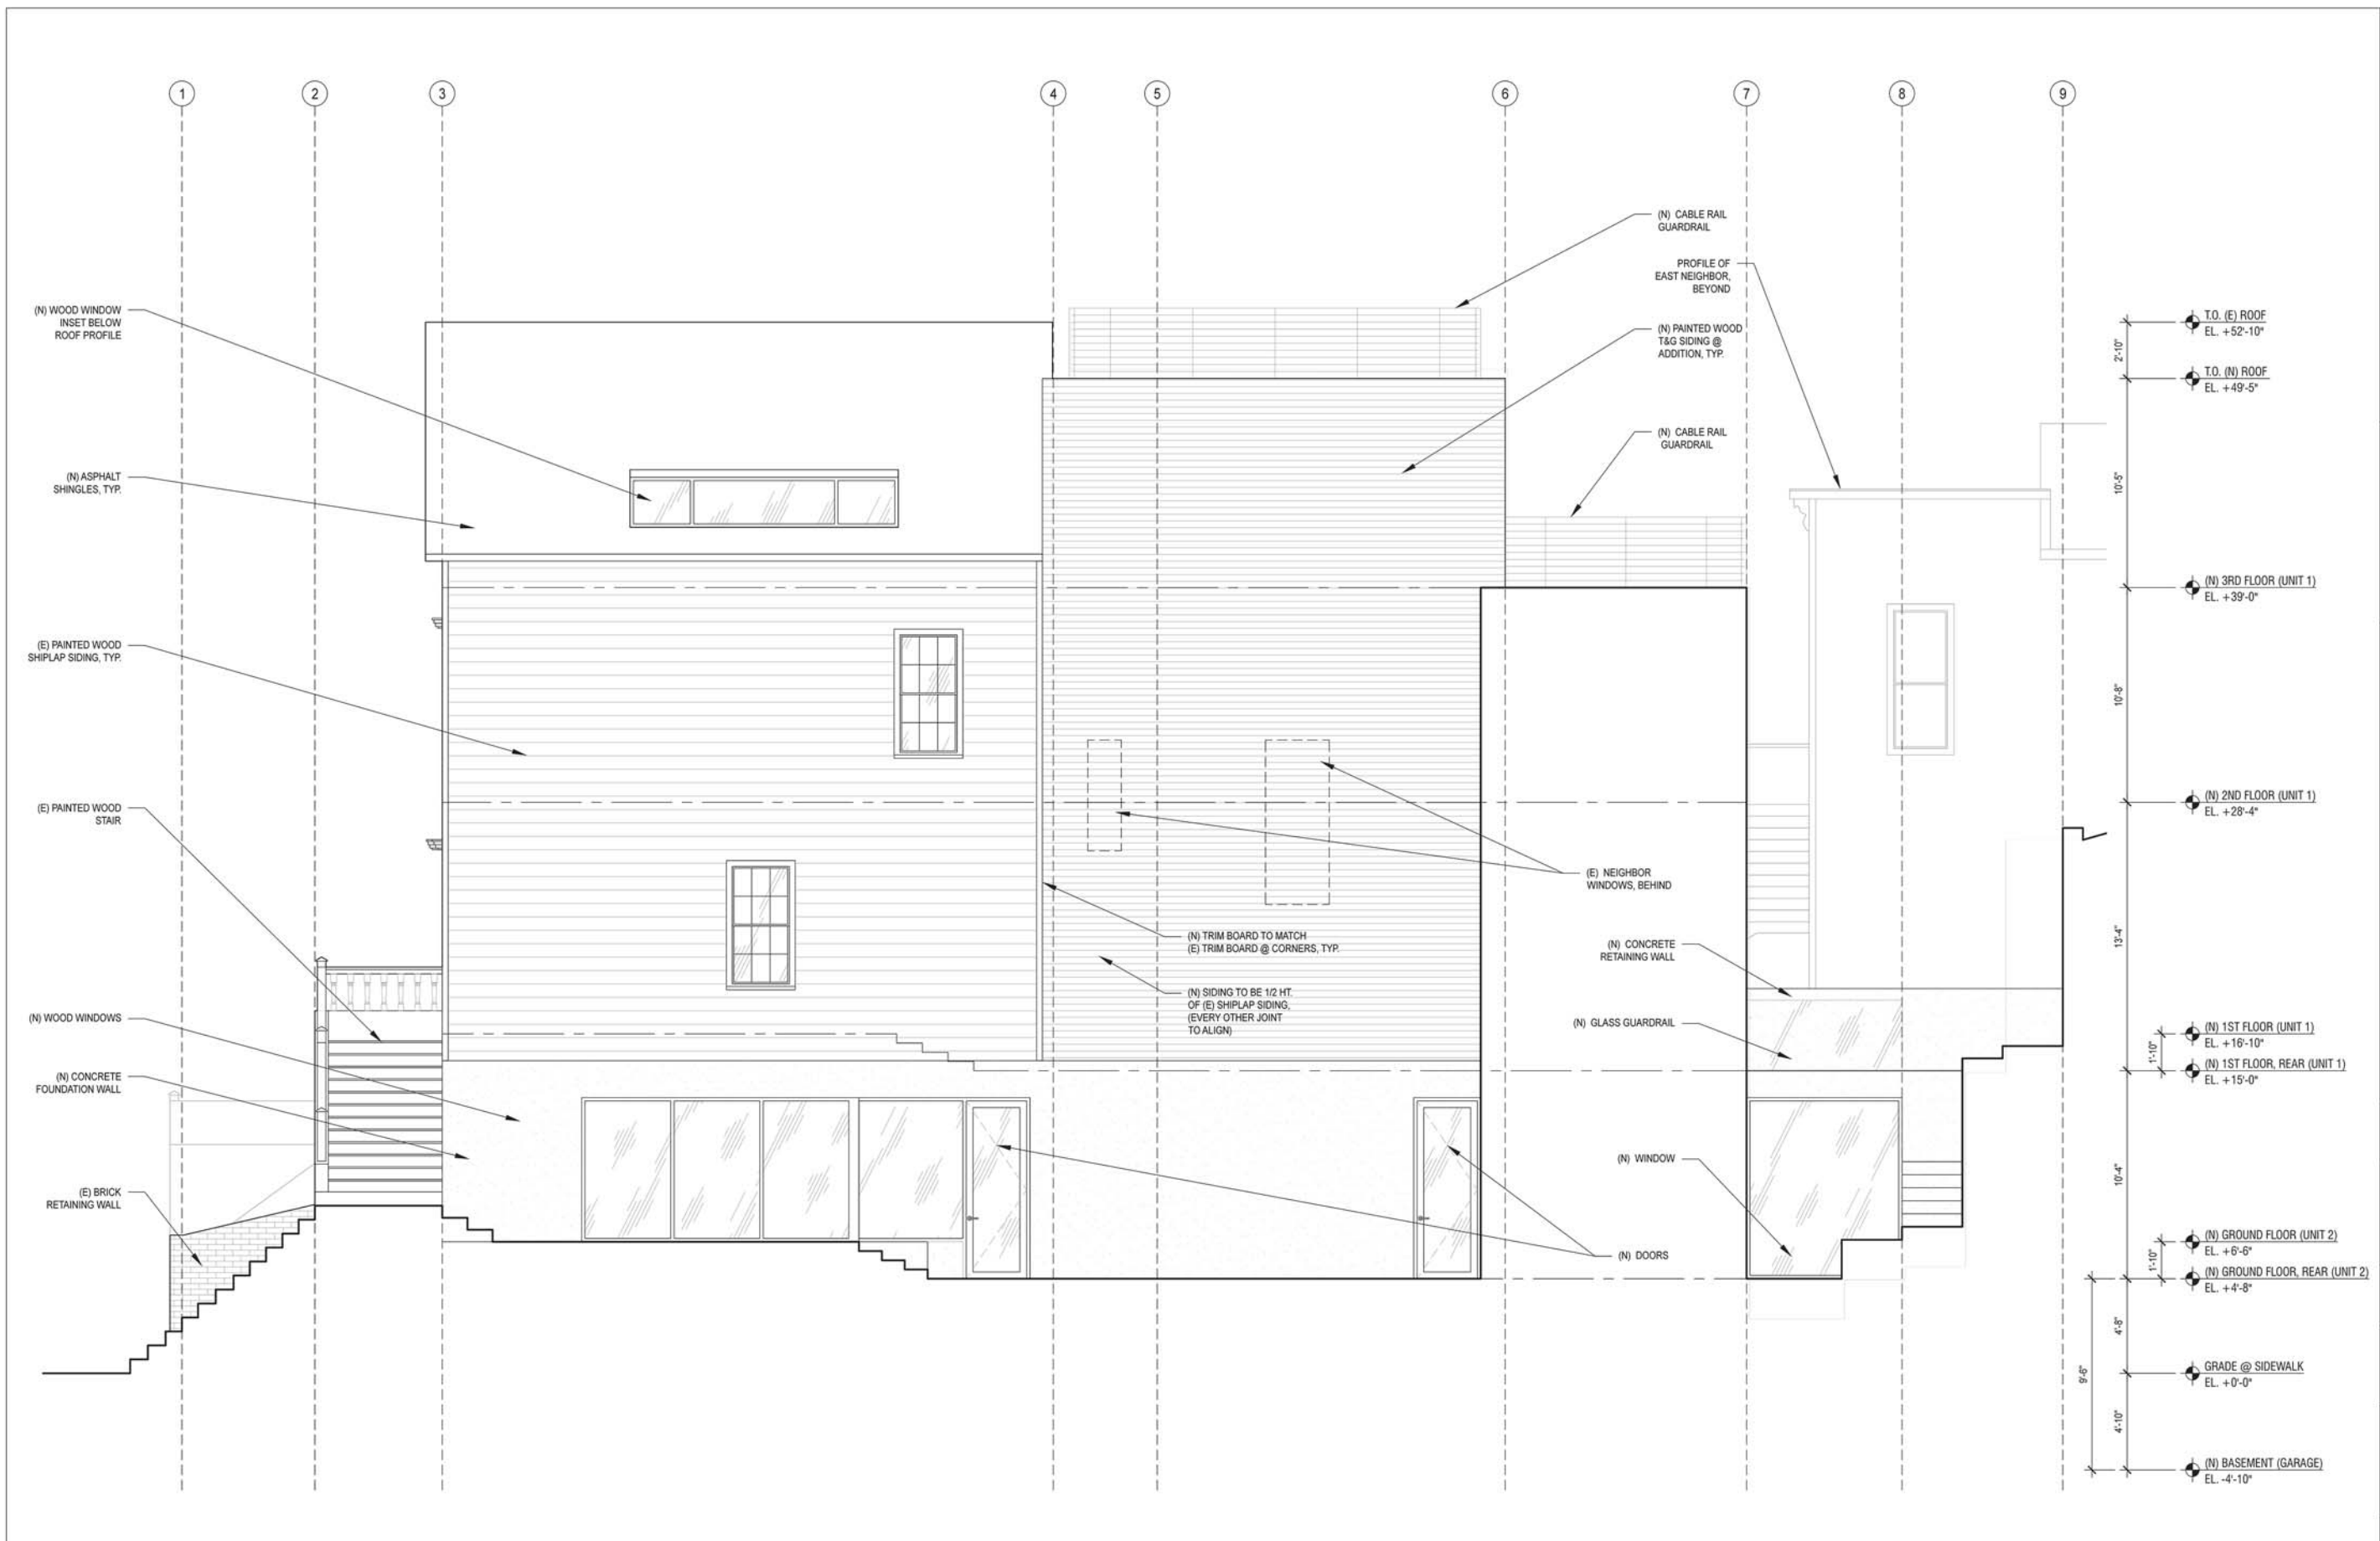 1
2
3
4
5
6
7
8
9
(N) CABLE RAIL
GUARDRAIL
PROFILE OF
EAST NEIGHBOR,
BEYOND
(N) WOOD WINDOW
INSET BELOW
ROOF PROFILE
(N) PAINTED WOOD
T&G SIDING @
ADDITION, TYP.
T.O. (E) ROOF
EL. +52'-10"
2'-10"
T.O. (N) ROOF
EL. +49'-5"
(N) CABLE RAIL
GUARDRAIL
(N) ASPHALT
SHINGLES, TYP.
10'-5"
(N) 3RD FLOOR (UNIT 1)
EL. +39'-0"
(E) PAINTED WOOD
SHIPLAP SIDING, TYP.
10'-8"
(E) PAINTED WOOD
STAIR
(N) 2ND FLOOR (UNIT 1)
EL. +28'-4"
(E) NEIGHBOR
WINDOWS, BEHIND
(N) TRIM BOARD TO MATCH
(E) TRIM BOARD @ CORNERS, TYP.
(N) CONCRETE
RETAINING WALL
13'-4"
(N) SIDING TO BE 1/2 HT.
OF (E) SHIPLAP SIDING,
(EVERY OTHER JOINT
TO ALIGN)
(N) WOOD WINDOWS
(N) GLASS GUARDRAIL
(N) 1ST FLOOR (UNIT 1)
EL. +16'-10"
1'-10"
(N) 1ST FLOOR, REAR (UNIT 1)
EL. +15'-0"
(N) CONCRETE
FOUNDATION WALL
(N) WINDOW
10'-4"
(E) BRICK
RETAINING WALL
(N) DOORS
(N) GROUND FLOOR (UNIT 2)
EL. +6'-6"
1'-10"
(N) GROUND FLOOR, REAR (UNIT 2)
EL. +4'-8"
4'-8"
GRADE @ SIDEWALK
EL. +0'-0"
9'-6"
4'-10"
(N) BASEMENT (GARAGE)
EL. -4'-10"